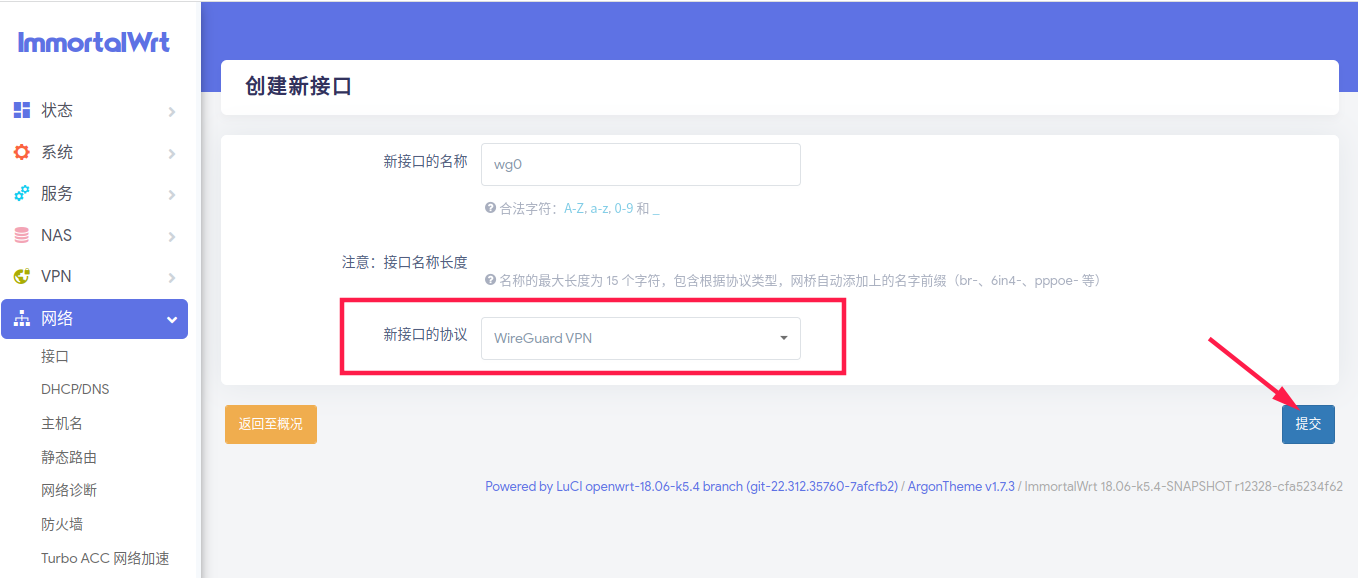 ImmortalWrt
状态
系统
服务
NAS
VPN
网络
接口
DHCP/DNS
主机名
静态路由
网络诊断
防火墙
Turbo ACC 网络加速
创建新接口
新接口的名称
wg0
合法字符：A-Z, a-z, 0-9 和 _
注意：接口名称长度
名称的最大长度为 15 个字符，包含根据协议类型，网桥自动添加上的名字前缀（br-、6in4-、pppoe- 等）
新接口的协议
WireGuard VPN
返回至概况
提交
Powered by LuCI openwrt-18.06-k5.4 branch (git-22.312.35760-7afcfb2) / ArgonTheme v1.7.3 / ImmortalWrt 18.06-k5.4-SNAPSHOT r12328-cfa5234f62